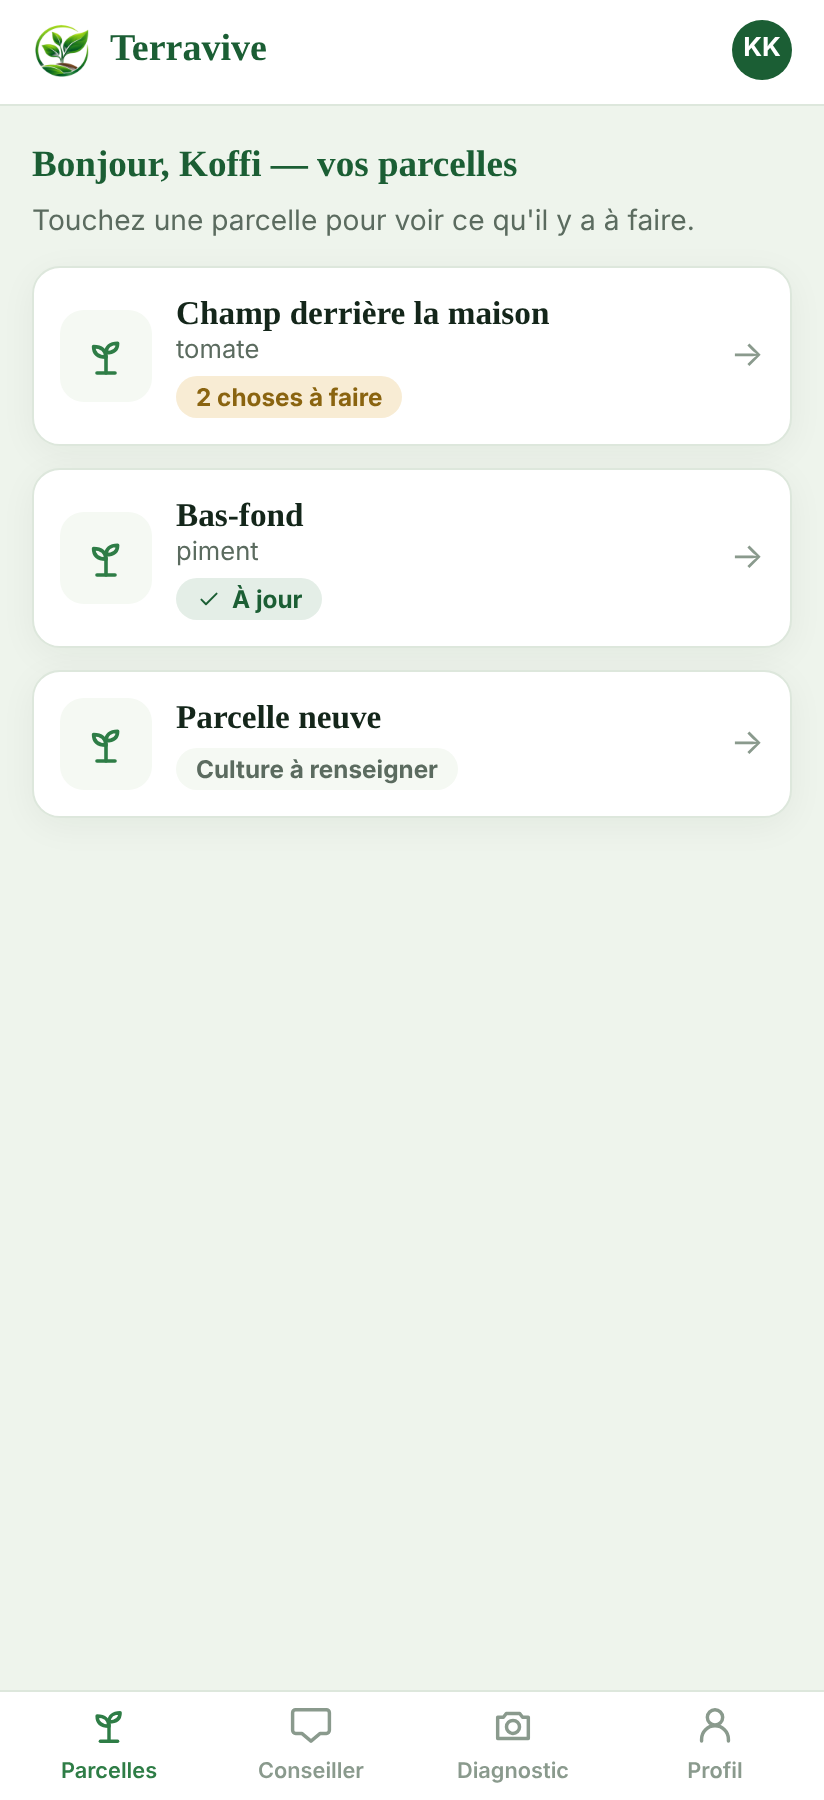 Terravive
KK
Bonjour, Koffi — vos parcelles
Touchez une parcelle pour voir ce qu'il y a à faire.
Champ derrière la maison
tomate
2 choses à faire
Bas-fond
piment
À jour
Parcelle neuve
Culture à renseigner
Parcelles
Conseiller
Diagnostic
Profil